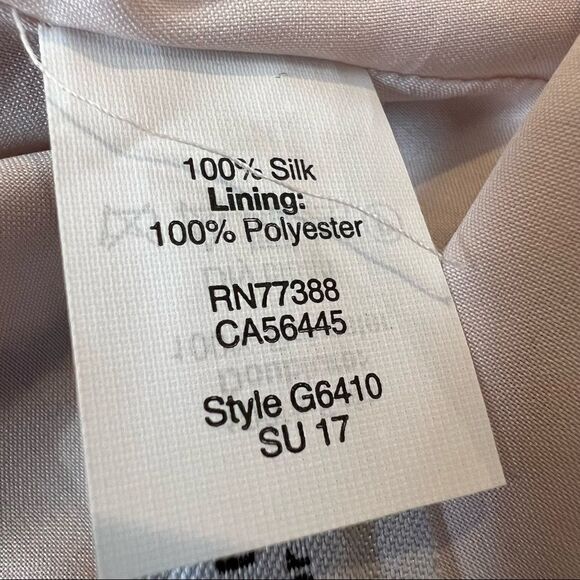 100% Silk
Lining:
100% Polyester
RN77388
CA56445
Style G6410
SU 17